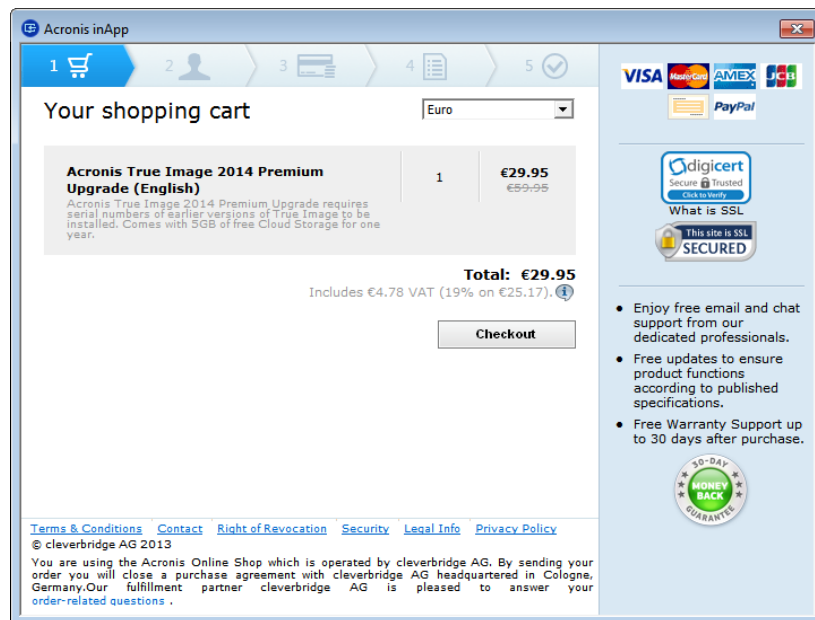 Acronis inApp
1 2 3 4 5
Your shopping cart
Euro
Acronis True Image 2014 Premium
Upgrade (English)
1
€29.95
€59.95
Acronis True Image 2014 Premium Upgrade requires
serial numbers of earlier versions of True Image to be
installed. Comes with 5GB of free Cloud Storage for one
year.
Total: €29.95
Includes €4.78 VAT (19% on €25.17).
Checkout
Terms & Conditions Contact Right of Revocation Security Legal Info Privacy Policy
© cleverbridge AG 2013
You are using the Acronis Online Shop which is operated by cleverbridge AG. By sending your
order you will close a purchase agreement with cleverbridge AG headquartered in Cologne,
Germany.Our fulfillment partner cleverbridge AG is pleased to answer your
order-related questions .
VISA MasterCard AMEX JCB
PayPal
digicert
Secure Trusted
Click to Verify
What is SSL
This site is SSL
SECURED
Enjoy free email and chat
support from our
dedicated professionals.
Free updates to ensure
product functions
according to published
specifications.
Free Warranty Support up
to 30 days after purchase.
30-DAY
MONEY
BACK
GUARANTEE